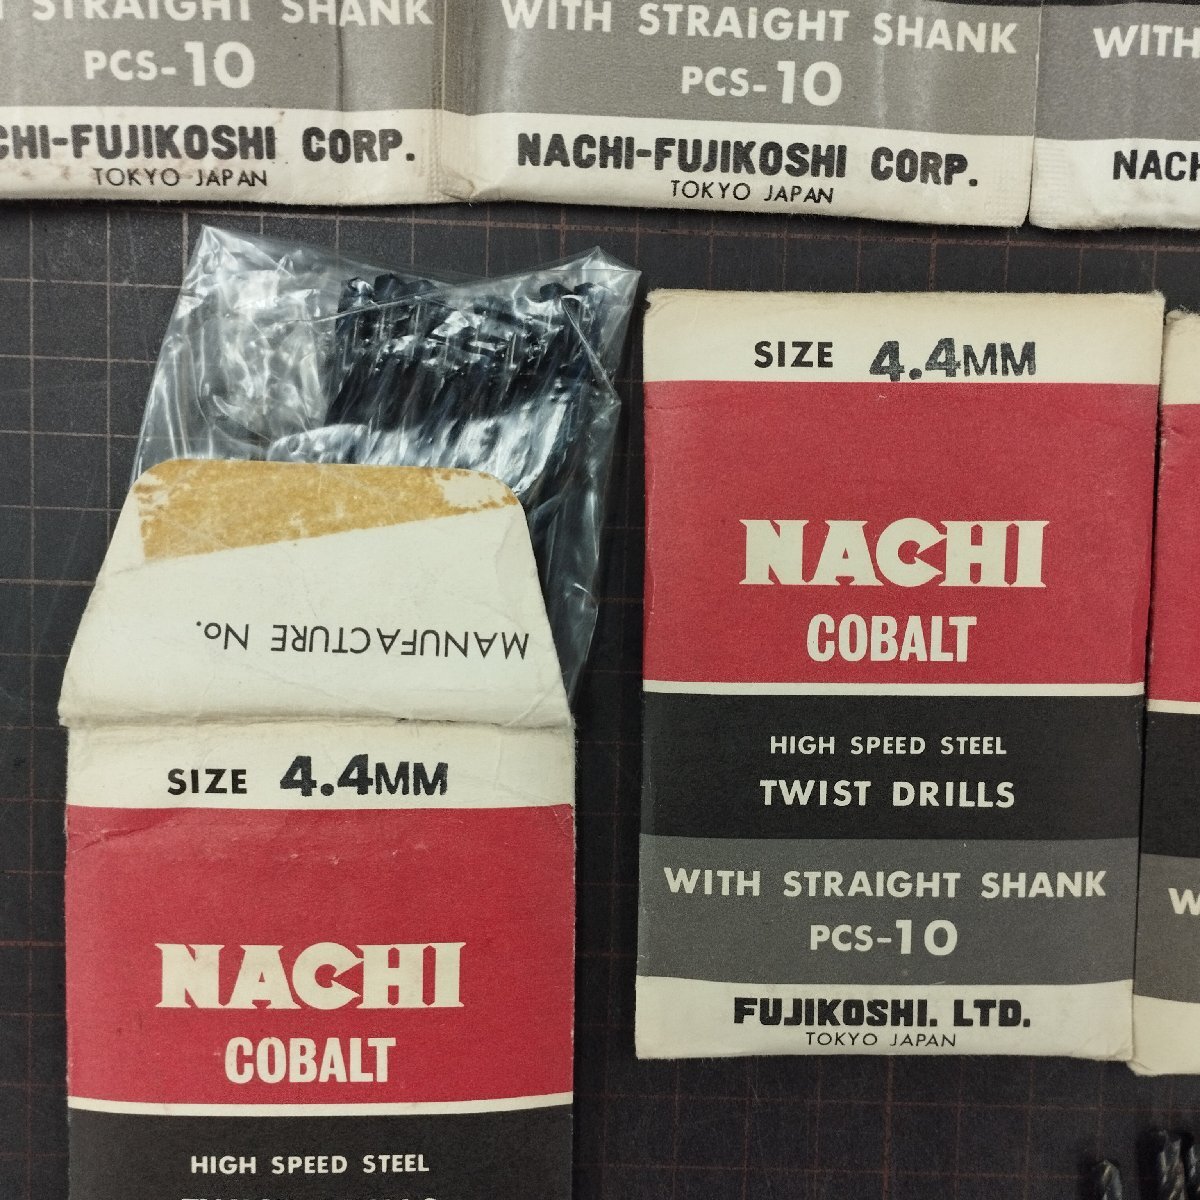 STRAIGHT SHANK
PCS-10
CHI-FUJIKOSHI CORP.
TOKYO JAPAN
WITH STRAIGHT SHANK
PCS-10
NACHI-FUJIKOSHI CORP.
TOKYO JAPAN
WITH
NACH
MANUFACTURE No.
SIZE 4.4MM
NACHI
COBALT
HIGH SPEED STEEL
SIZE 4.4MM
NACHI
COBALT
HIGH SPEED STEEL
TWIST DRILLS
WITH STRAIGHT SHANK
PCS-10
FUJIKOSHI. LTD.
TOKYO JAPAN
W